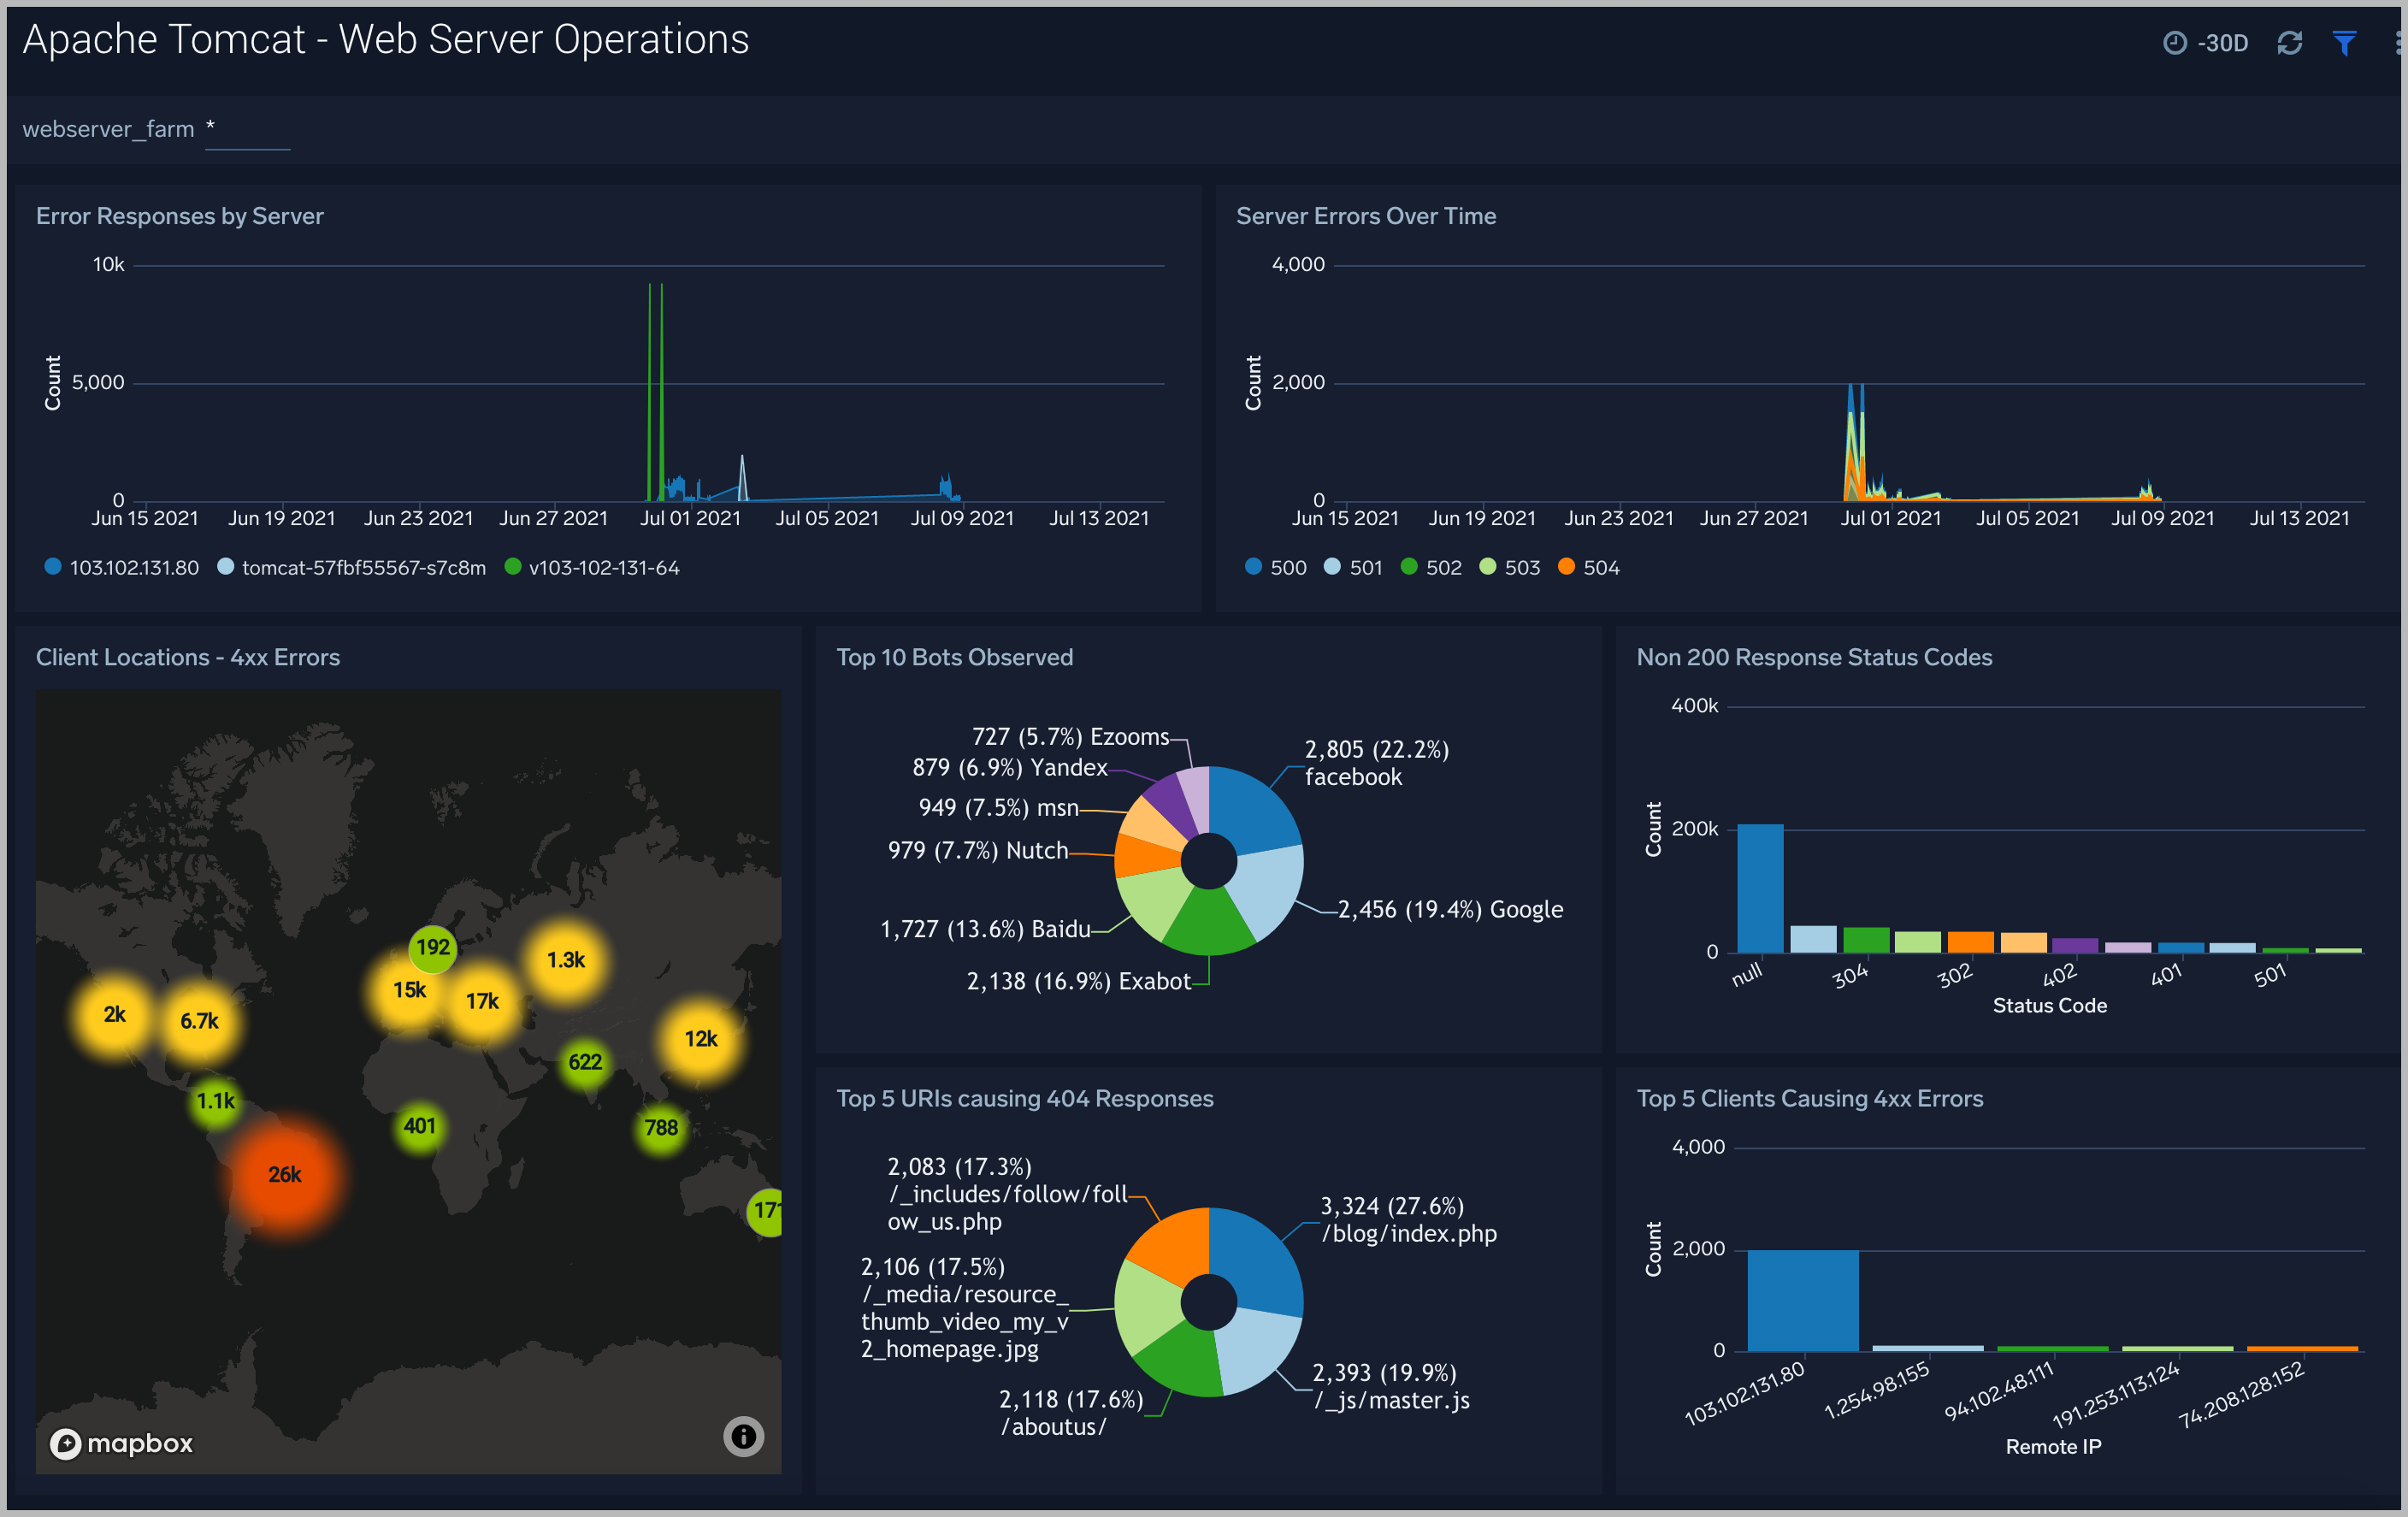 Apache Tomcat - Web Server Operations
-30D
webserver_farm *
Error Responses by Server
10k
5,000
0
Count
Jun 15 2021 Jun 19 2021 Jun 23 2021 Jun 27 2021 Jul 01 2021 Jul 05 2021 Jul 09 2021 Jul 13 2021
103.102.131.80 tomcat-57fbf55567-s7c8m v103-102-131-64
Server Errors Over Time
4,000
2,000
0
Count
Jun 15 2021 Jun 19 2021 Jun 23 2021 Jun 27 2021 Jul 01 2021 Jul 05 2021 Jul 09 2021 Jul 13 2021
500 501 502 503 504
Client Locations - 4xx Errors
192
1.3k
15k
17k
2k
6.7k
12k
622
1.1k
401
788
26k
171
mapbox
Top 10 Bots Observed
727 (5.7%) Ezooms
879 (6.9%) Yandex
949 (7.5%) msn
979 (7.7%) Nutch
1,727 (13.6%) Baidu
2,138 (16.9%) Exabot
2,805 (22.2%)
facebook
2,456 (19.4%) Google
Non 200 Response Status Codes
400k
200k
0
Count
null 304 302 402 401 501
Status Code
Top 5 URIs causing 404 Responses
2,083 (17.3%)
/_includes/follow/foll
ow_us.php
2,106 (17.5%)
/_media/resource_
thumb_video_my_v
2_homepage.jpg
2,118 (17.6%)
/aboutus/
3,324 (27.6%)
/blog/index.php
2,393 (19.9%)
/_js/master.js
Top 5 Clients Causing 4xx Errors
4,000
2,000
0
Count
103.102.131.80 1.254.98.155 94.102.48.111 191.253.113.124 74.208.128.152
Remote IP